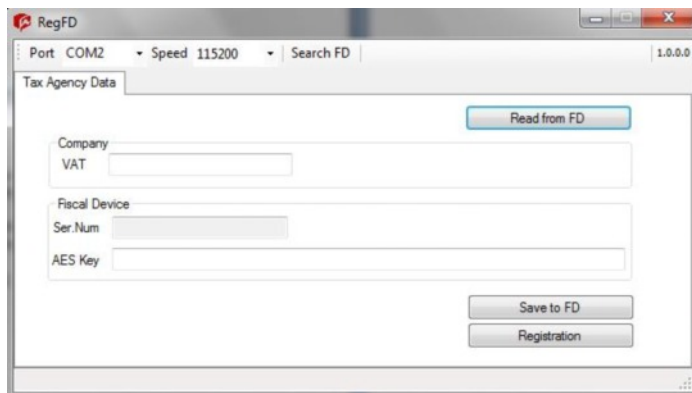 RegFD
Port COM2 Speed 115200 Search FD 1.0.0.0
Tax Agency Data
Read from FD
Company
VAT
Fiscal Device
Ser.Num
AES Key
Save to FD
Registration